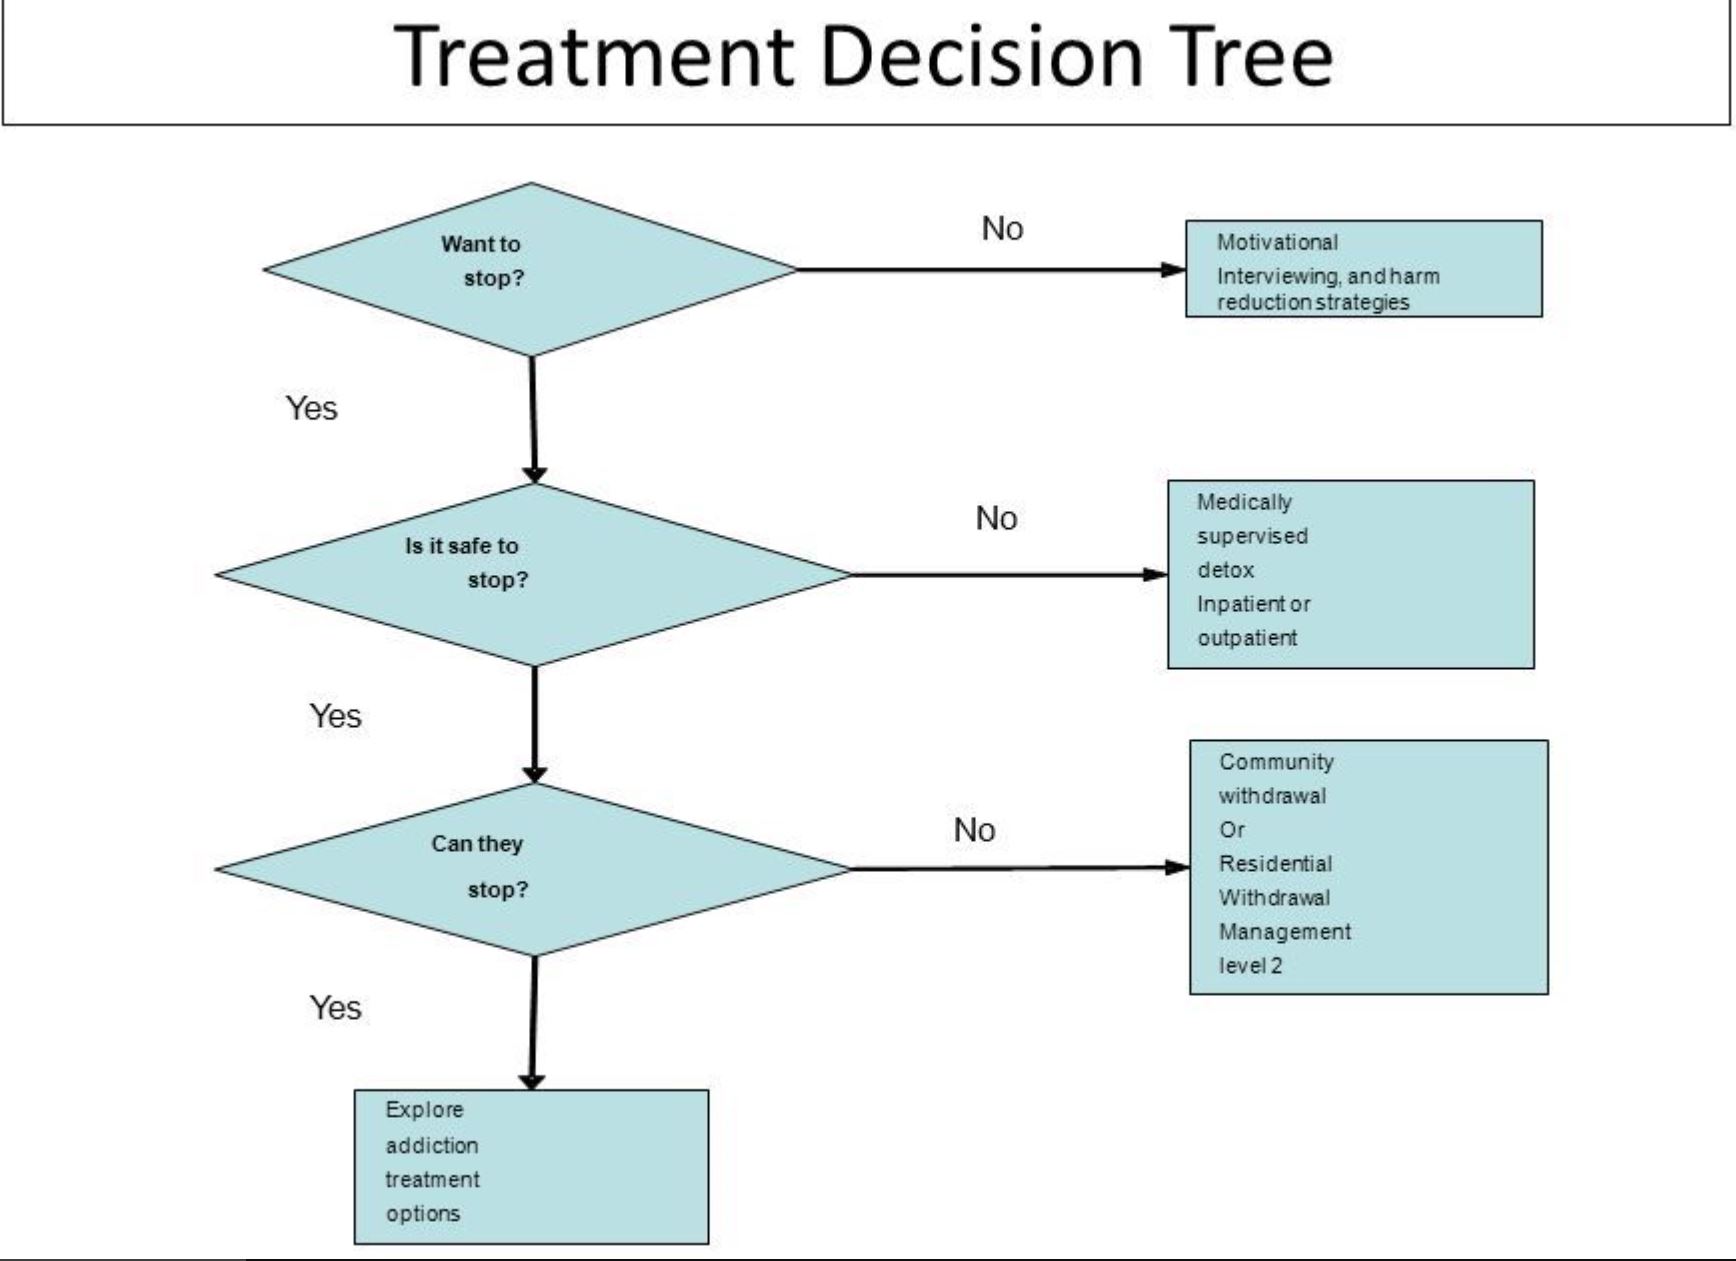 Treatment Decision Tree
Want to
stop?
No
Motivational
Interviewing, and harm
reduction strategies
Yes
Is it safe to
stop?
No
Medically
supervised
detox
Inpatient or
outpatient
Yes
Can they
stop?
No
Community
withdrawal
Or
Residential
Withdrawal
Management
level 2
Yes
Explore
addiction
treatment
options